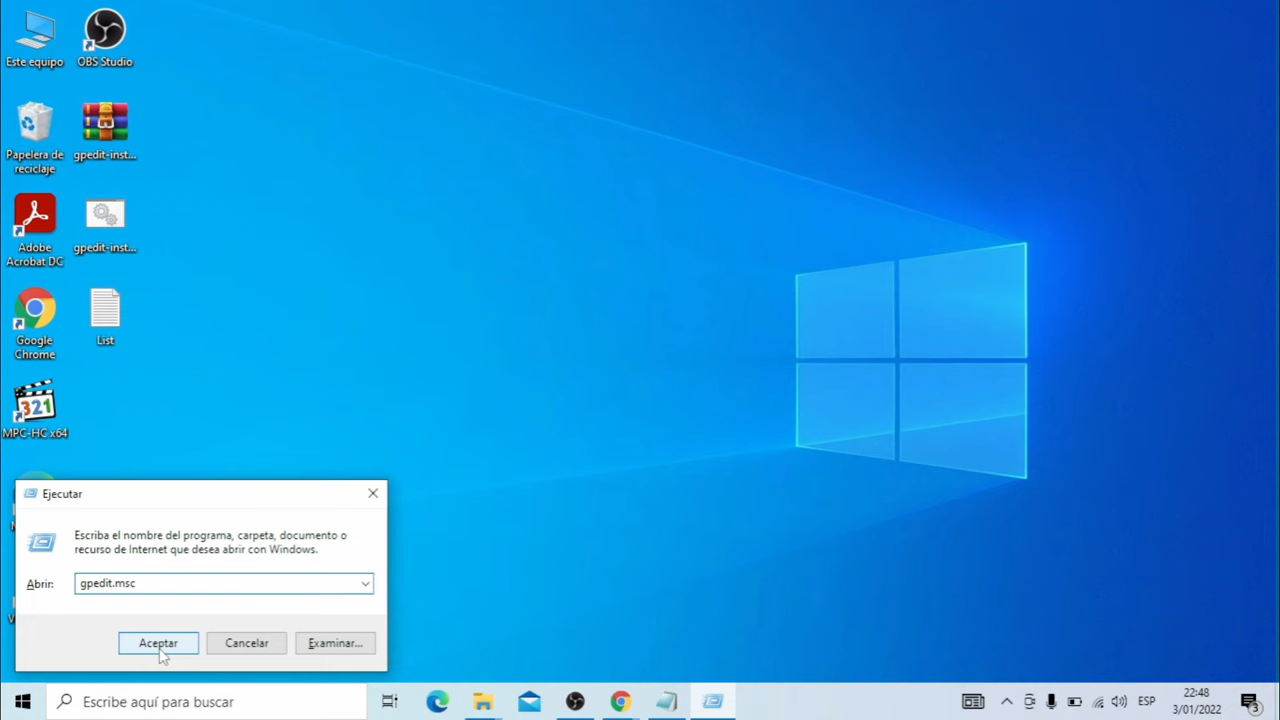 Este equipo
OBS Studio
Papelera de
reciclaje
gpedit-inst...
Adobe
Acrobat DC
gpedit-inst...
Google
Chrome
List
MPC-HC x64
Ejecutar
Escriba el nombre del programa, carpeta, documento o
recurso de Internet que desea abrir con Windows.
Abrir:
gpedit.msc
Aceptar
Cancelar
Examinar...
Escribe aquí para buscar
ESP
22:48
3/01/2022
3